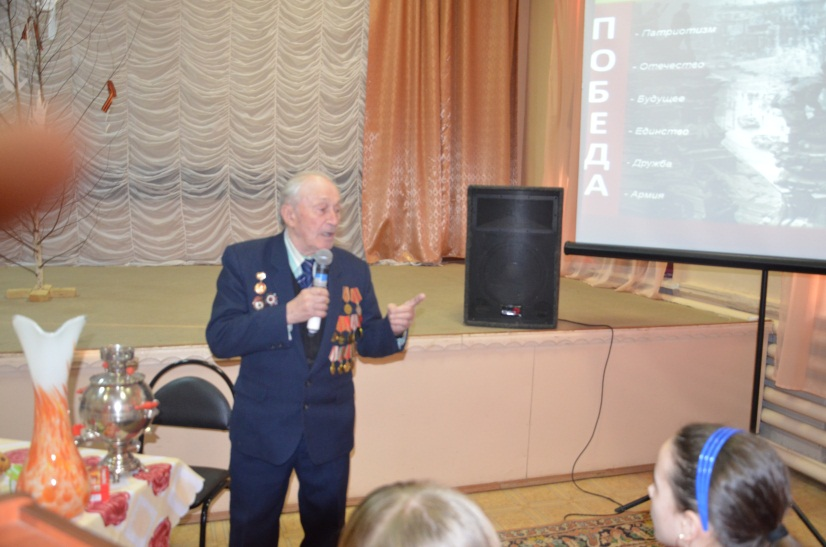 ПОБЕДА
- Патриотизм
- Отечество
- Будущее
- Единство
- Дружба
- Армия